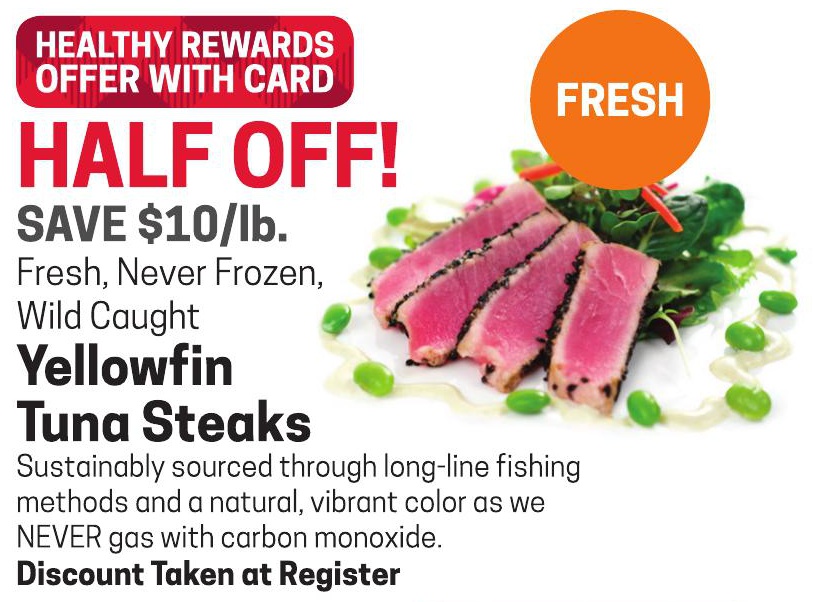 HEALTHY REWARDS
OFFER WITH CARD
FRESH
HALF OFF!
SAVE $10/lb.
Fresh, Never Frozen,
Wild Caught
Yellowfin
Tuna Steaks
Sustainably sourced through long-line fishing
methods and a natural, vibrant color as we
NEVER gas with carbon monoxide.
Discount Taken at Register